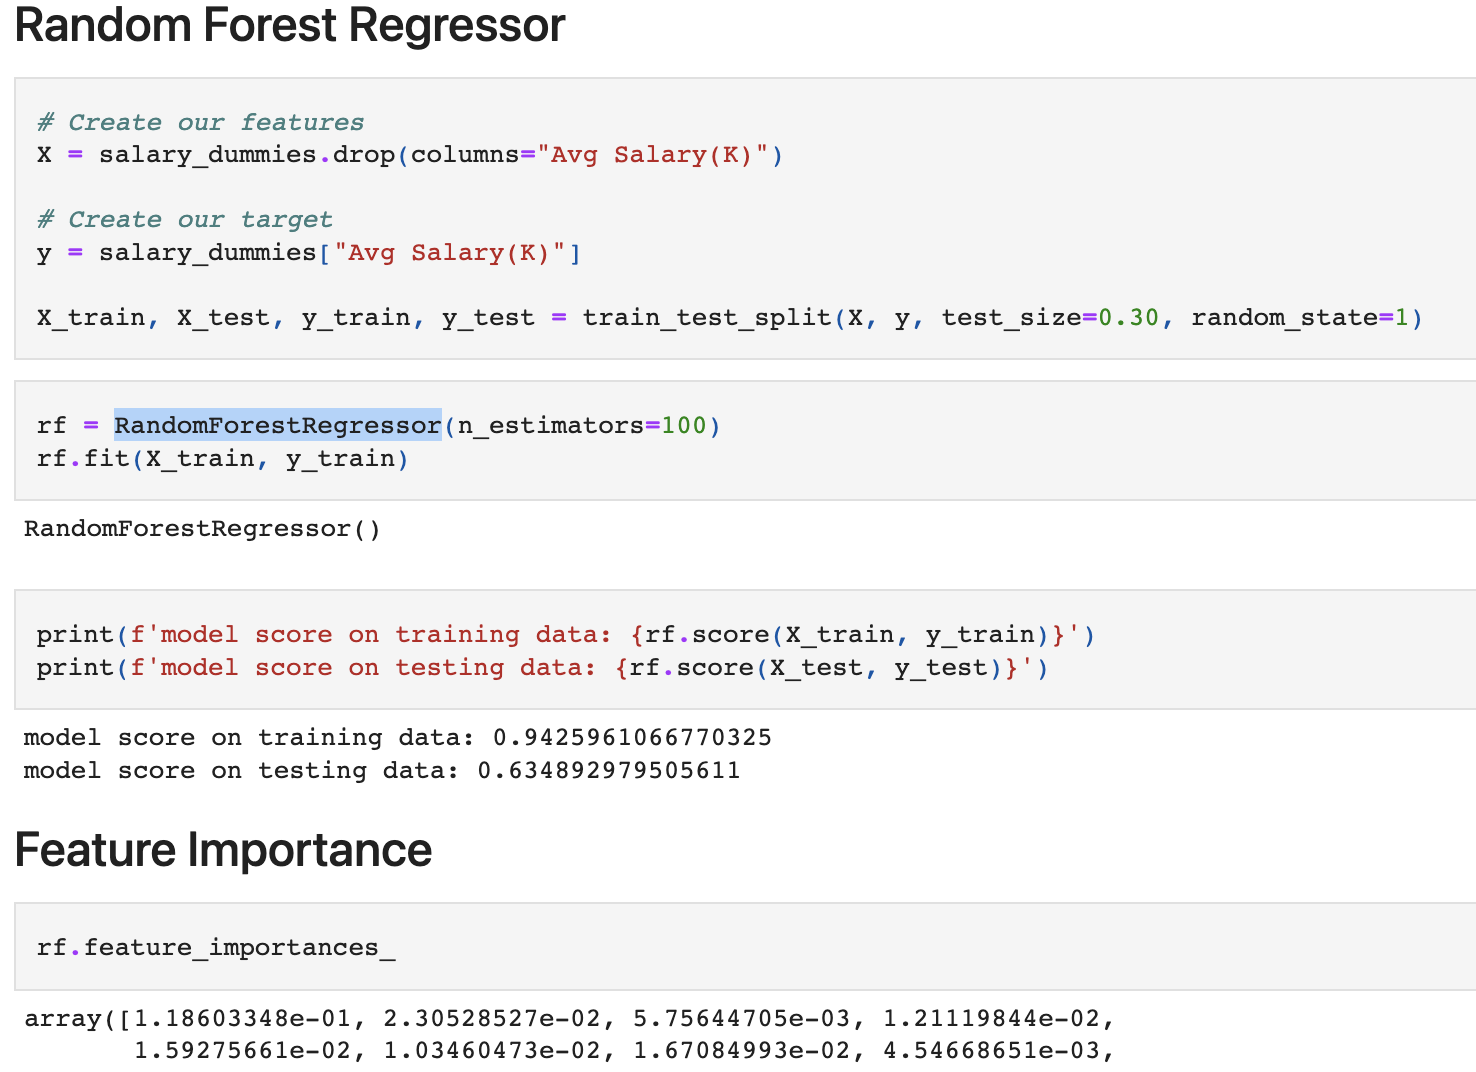 Random Forest Regressor
# Create our features
X = salary_dummies.drop(columns="Avg Salary(K)")
# Create our target
y = salary_dummies["Avg Salary(K)"]
X_train, X_test, y_train, y_test = train_test_split(X, y, test_size=0.30, random_state=1)
rf = RandomForestRegressor(n_estimators=100)
rf.fit(X_train, y_train)
RandomForestRegressor()
print(f'model score on training data: {rf.score(X_train, y_train)}')
print(f'model score on testing data: {rf.score(X_test, y_test)}')
model score on training data: 0.9425961066770325
model score on testing data: 0.634892979505611
Feature Importance
rf.feature_importances_
array([1.18603348e-01, 2.30528527e-02, 5.75644705e-03, 1.21119844e-02,
1.59275661e-02, 1.03460473e-02, 1.67084993e-02, 4.54668651e-03,